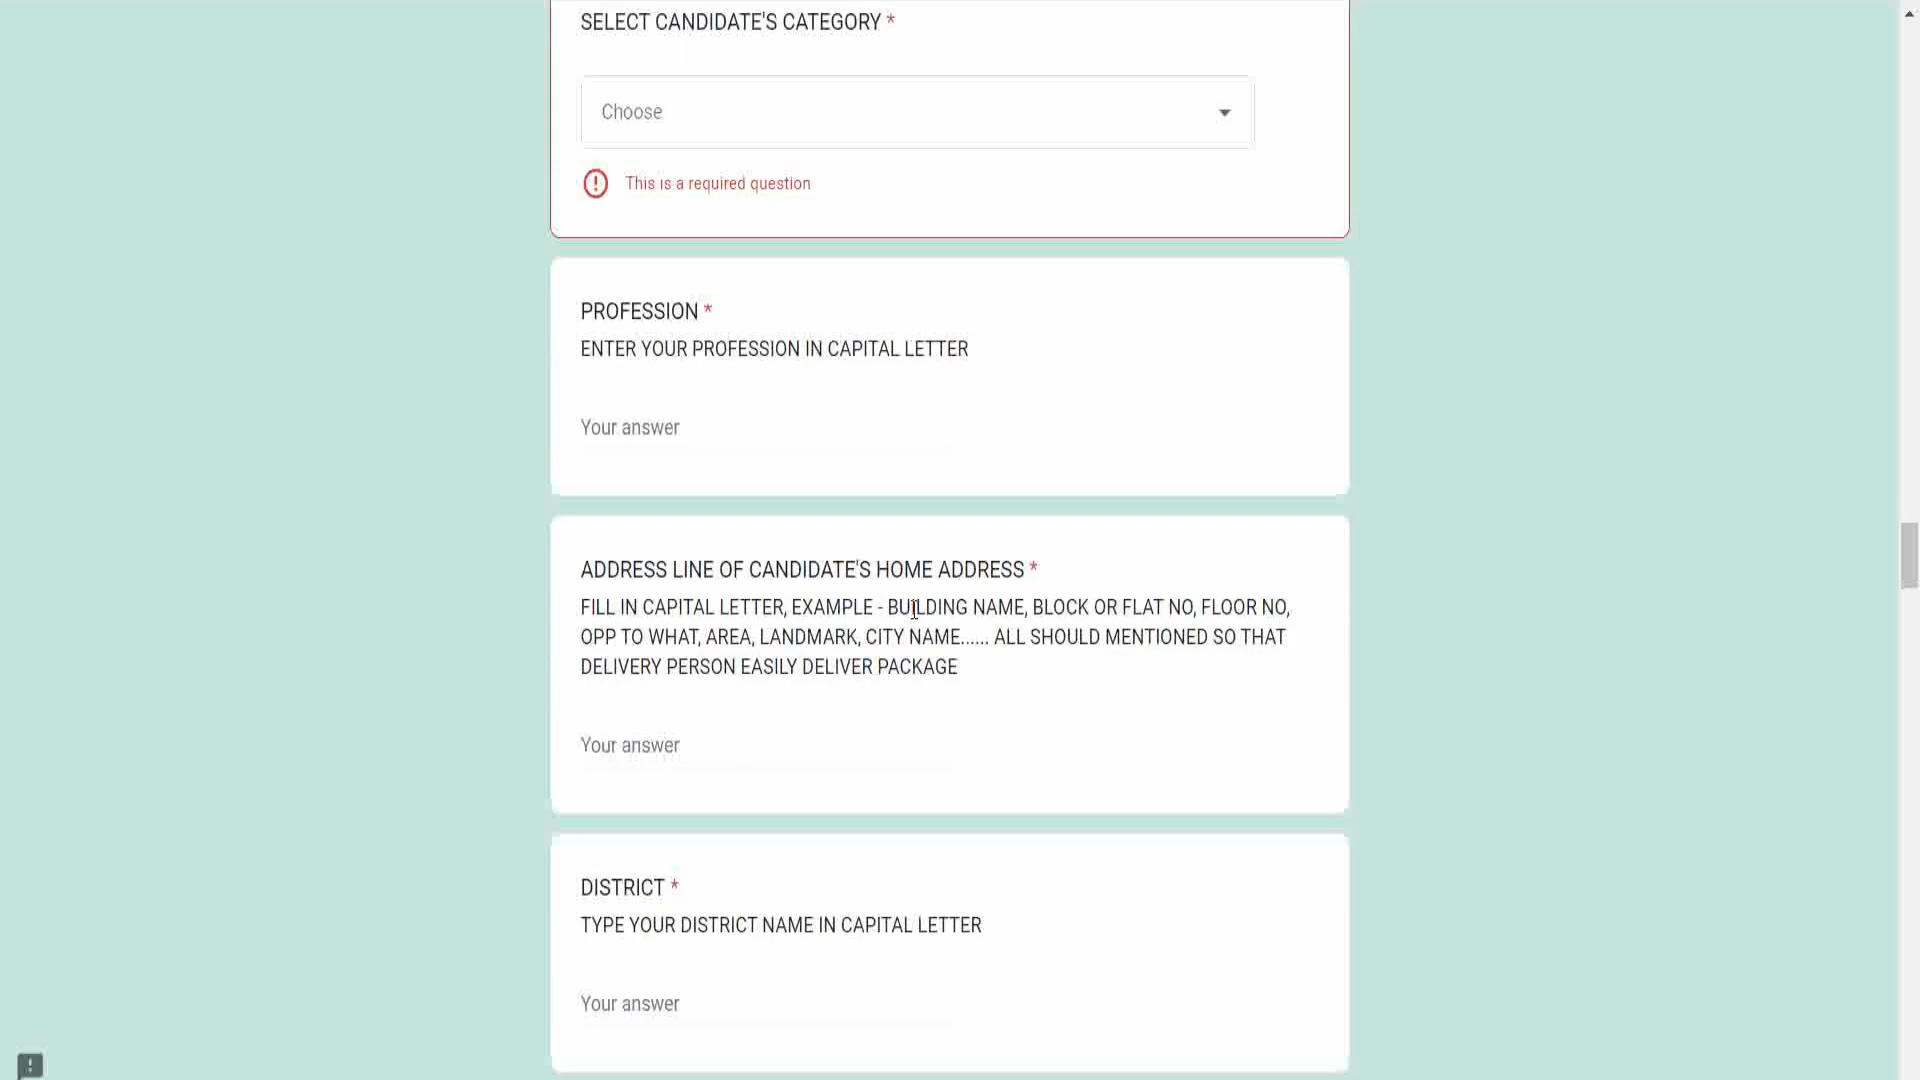 SELECT CANDIDATE'S CATEGORY *
Choose
This is a required question
PROFESSION *
ENTER YOUR PROFESSION IN CAPITAL LETTER
Your answer
ADDRESS LINE OF CANDIDATE'S HOME ADDRESS *
FILL IN CAPITAL LETTER, EXAMPLE - BUILDING NAME, BLOCK OR FLAT NO, FLOOR NO,
OPP TO WHAT, AREA, LANDMARK, CITY NAME...... ALL SHOULD MENTIONED SO THAT
DELIVERY PERSON EASILY DELIVER PACKAGE
Your answer
DISTRICT *
TYPE YOUR DISTRICT NAME IN CAPITAL LETTER
Your answer